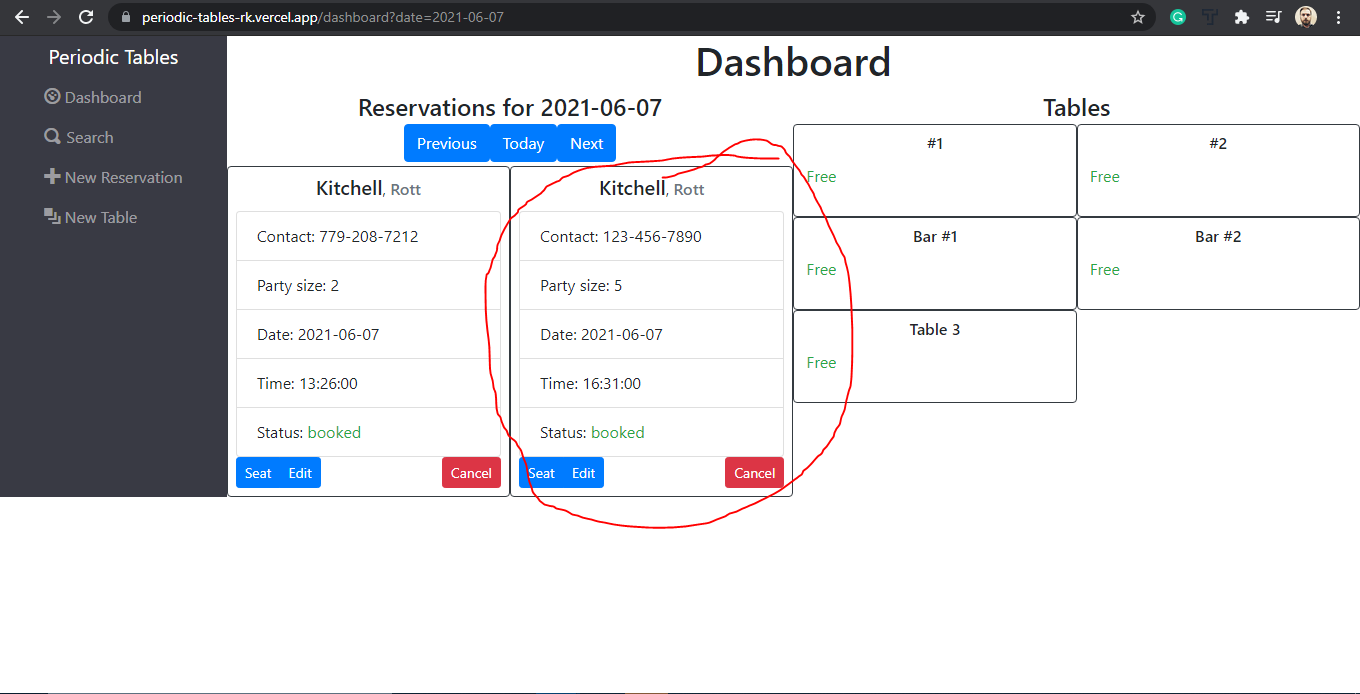 periodic-tables-rk.vercel.app/dashboard?date=2021-06-07
Periodic Tables
Dashboard
Search
New Reservation
New Table
Dashboard
Reservations for 2021-06-07
Previous Today Next
Kitchell, Rott
Contact: 779-208-7212
Party size: 2
Date: 2021-06-07
Time: 13:26:00
Status: booked
Seat Edit Cancel
Kitchell, Rott
Contact: 123-456-7890
Party size: 5
Date: 2021-06-07
Time: 16:31:00
Status: booked
Seat Edit Cancel
Tables
#1
Free
#2
Free
Bar #1
Free
Bar #2
Free
Table 3
Free